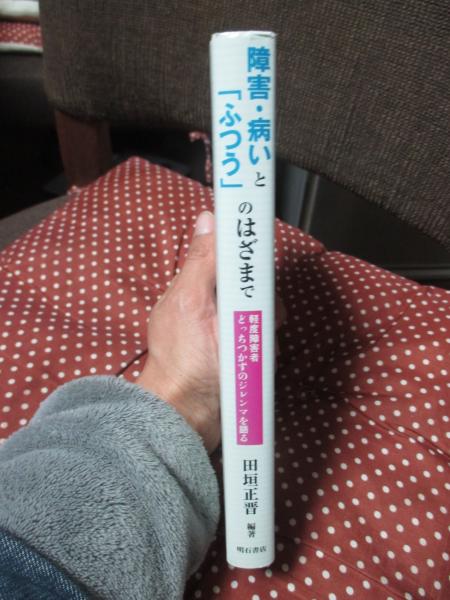 障害・病いと
「ふつう」
のはざまで
軽度障害者
どっちつかずのジレンマを語る
田垣正晋 編著
明石書店